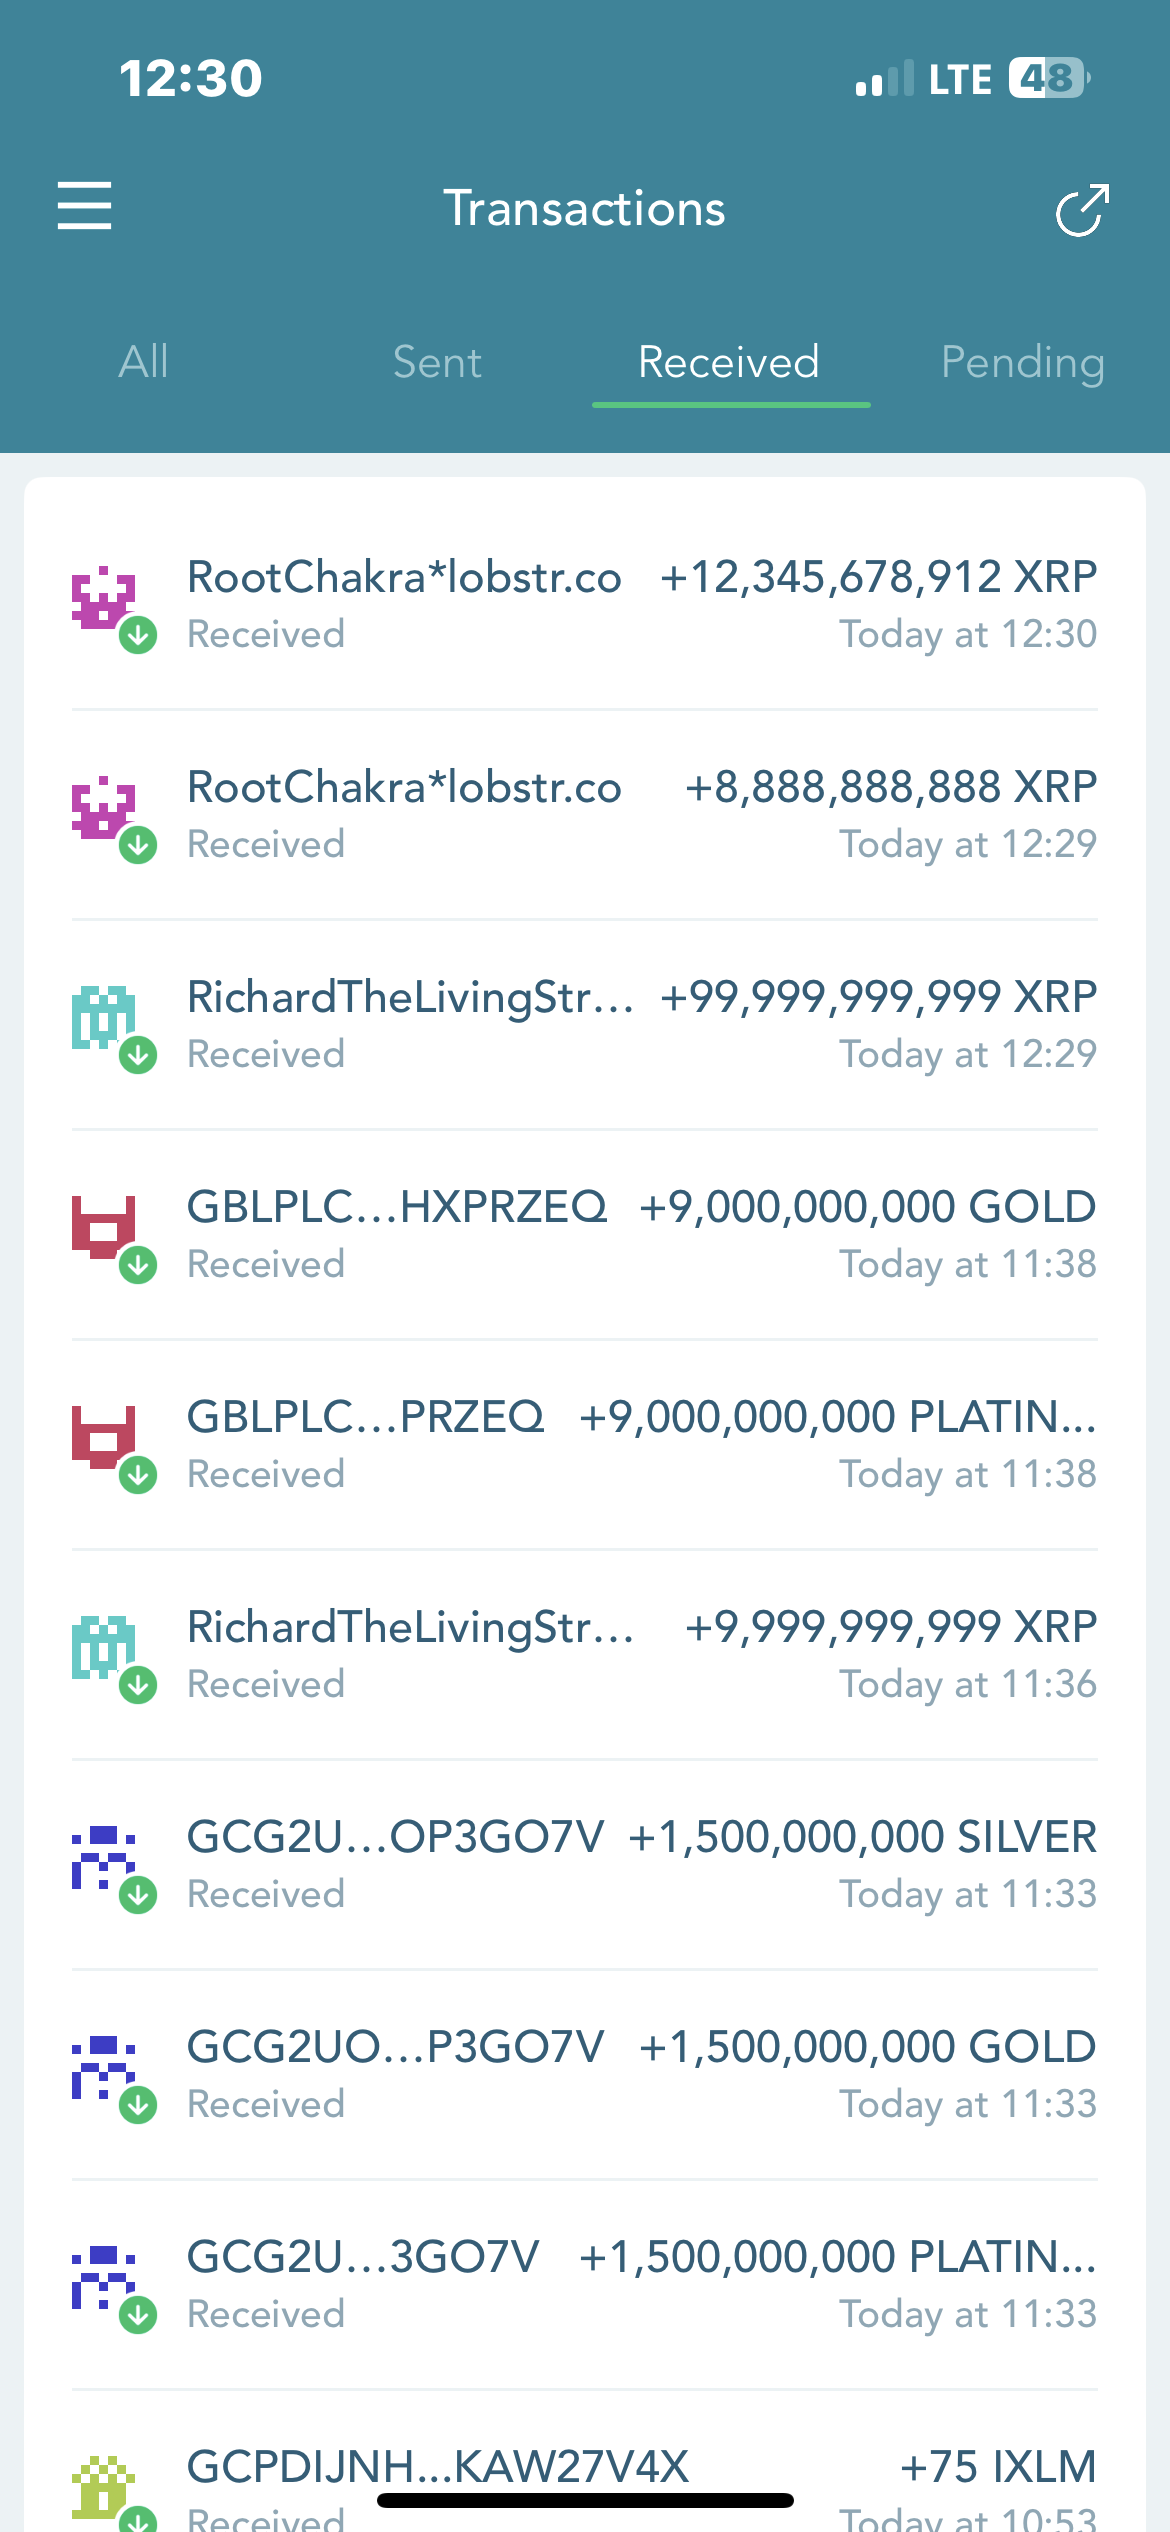 12:30 LTE 48
Transactions
All Sent Received Pending
RootChakra*lobstr.co +12,345,678,912 XRP
Received Today at 12:30
RootChakra*lobstr.co +8,888,888,888 XRP
Received Today at 12:29
RichardTheLivingStr... +99,999,999,999 XRP
Received Today at 12:29
GBLPLC...HXPRZEQ +9,000,000,000 GOLD
Received Today at 11:38
GBLPLC...PRZEQ +9,000,000,000 PLATIN...
Received Today at 11:38
RichardTheLivingStr... +9,999,999,999 XRP
Received Today at 11:36
GCG2U...OP3GO7V +1,500,000,000 SILVER
Received Today at 11:33
GCG2UO...P3GO7V +1,500,000,000 GOLD
Received Today at 11:33
GCG2U...3GO7V +1,500,000,000 PLATIN...
Received Today at 11:33
GCPDIJNH...KAW27V4X +75 IXLM
Received Today at 10:53